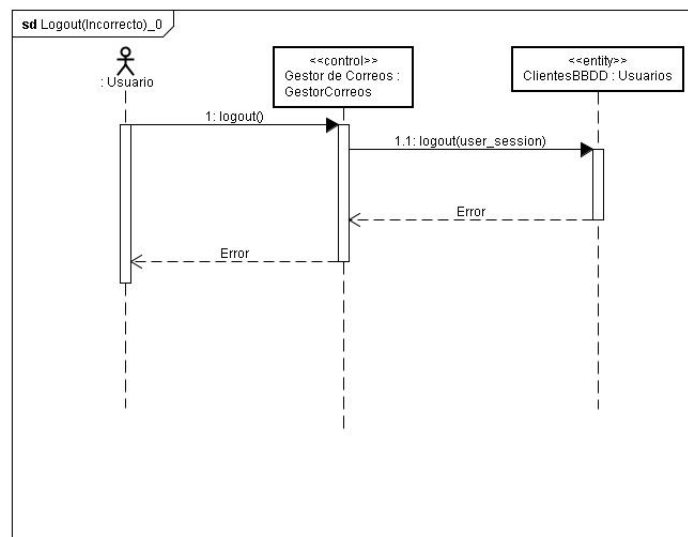 sd Logout(Incorrecto)_0
: Usuario
<<control>>
Gestor de Correos :
GestorCorreos
<<entity>>
ClientesBBDD : Usuarios
1: logout()
1.1: logout(user_session)
Error
Error